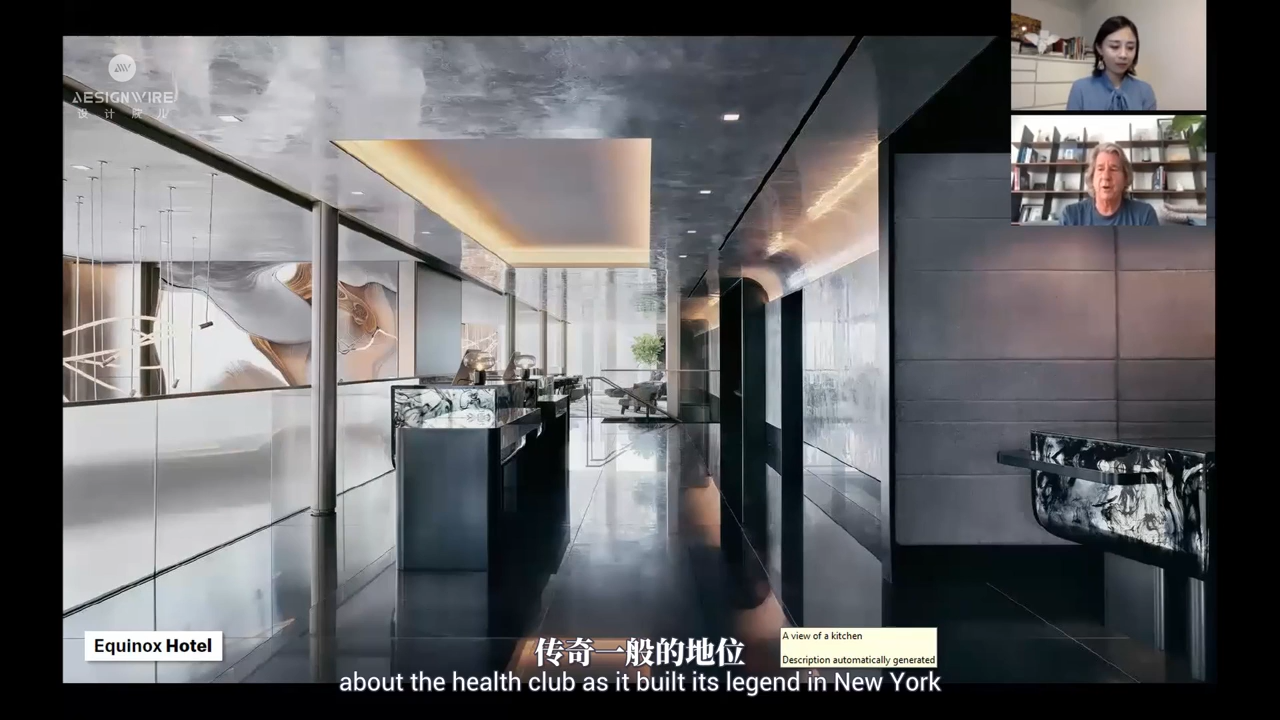 ΛESIGNWIRE
设计腕儿
Equinox Hotel
传奇一般的地位
A view of a kitchen
Description automatically generated
about the health club as it built its legend in New York